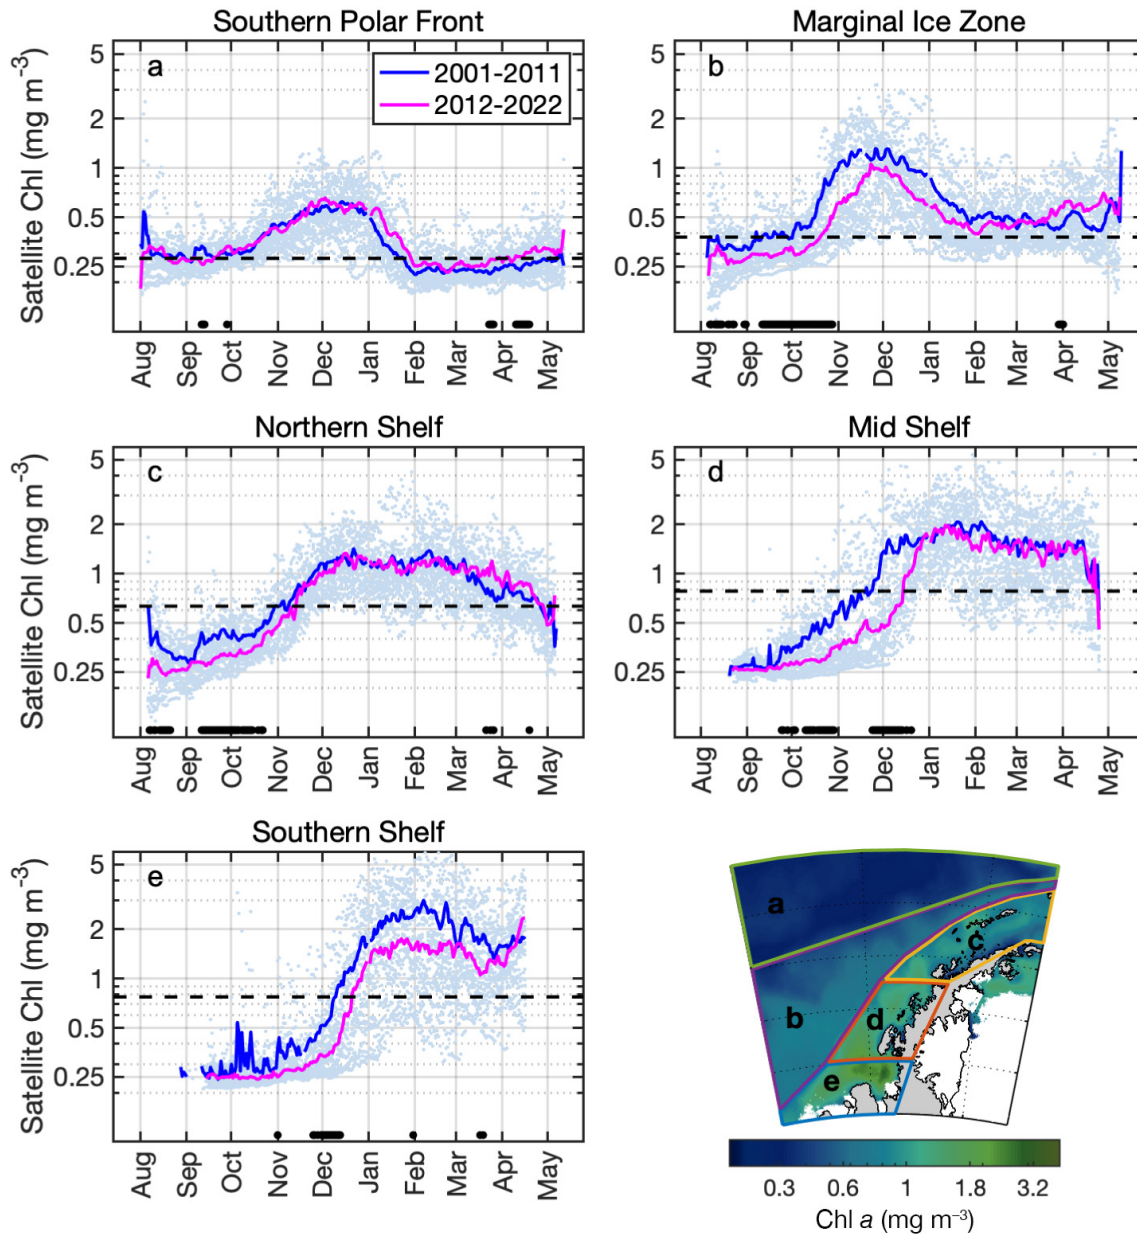 Southern Polar Front
Marginal Ice Zone
Satellite Chl (mg m⁻³)
5
2
1
0.5
0.25
a
2001-2011
2012-2022
Aug Sep Oct Nov Dec Jan Feb Mar Apr May
5
2
1
0.5
0.25
b
Aug Sep Oct Nov Dec Jan Feb Mar Apr May
Northern Shelf
Mid Shelf
Satellite Chl (mg m⁻³)
5
2
1
0.5
0.25
c
Aug Sep Oct Nov Dec Jan Feb Mar Apr May
5
2
1
0.5
0.25
d
Aug Sep Oct Nov Dec Jan Feb Mar Apr May
Southern Shelf
Satellite Chl (mg m⁻³)
5
2
1
0.5
0.25
e
Aug Sep Oct Nov Dec Jan Feb Mar Apr May
a
c
b
d
e
0.3 0.6 1 1.8 3.2
Chl a (mg m⁻³)